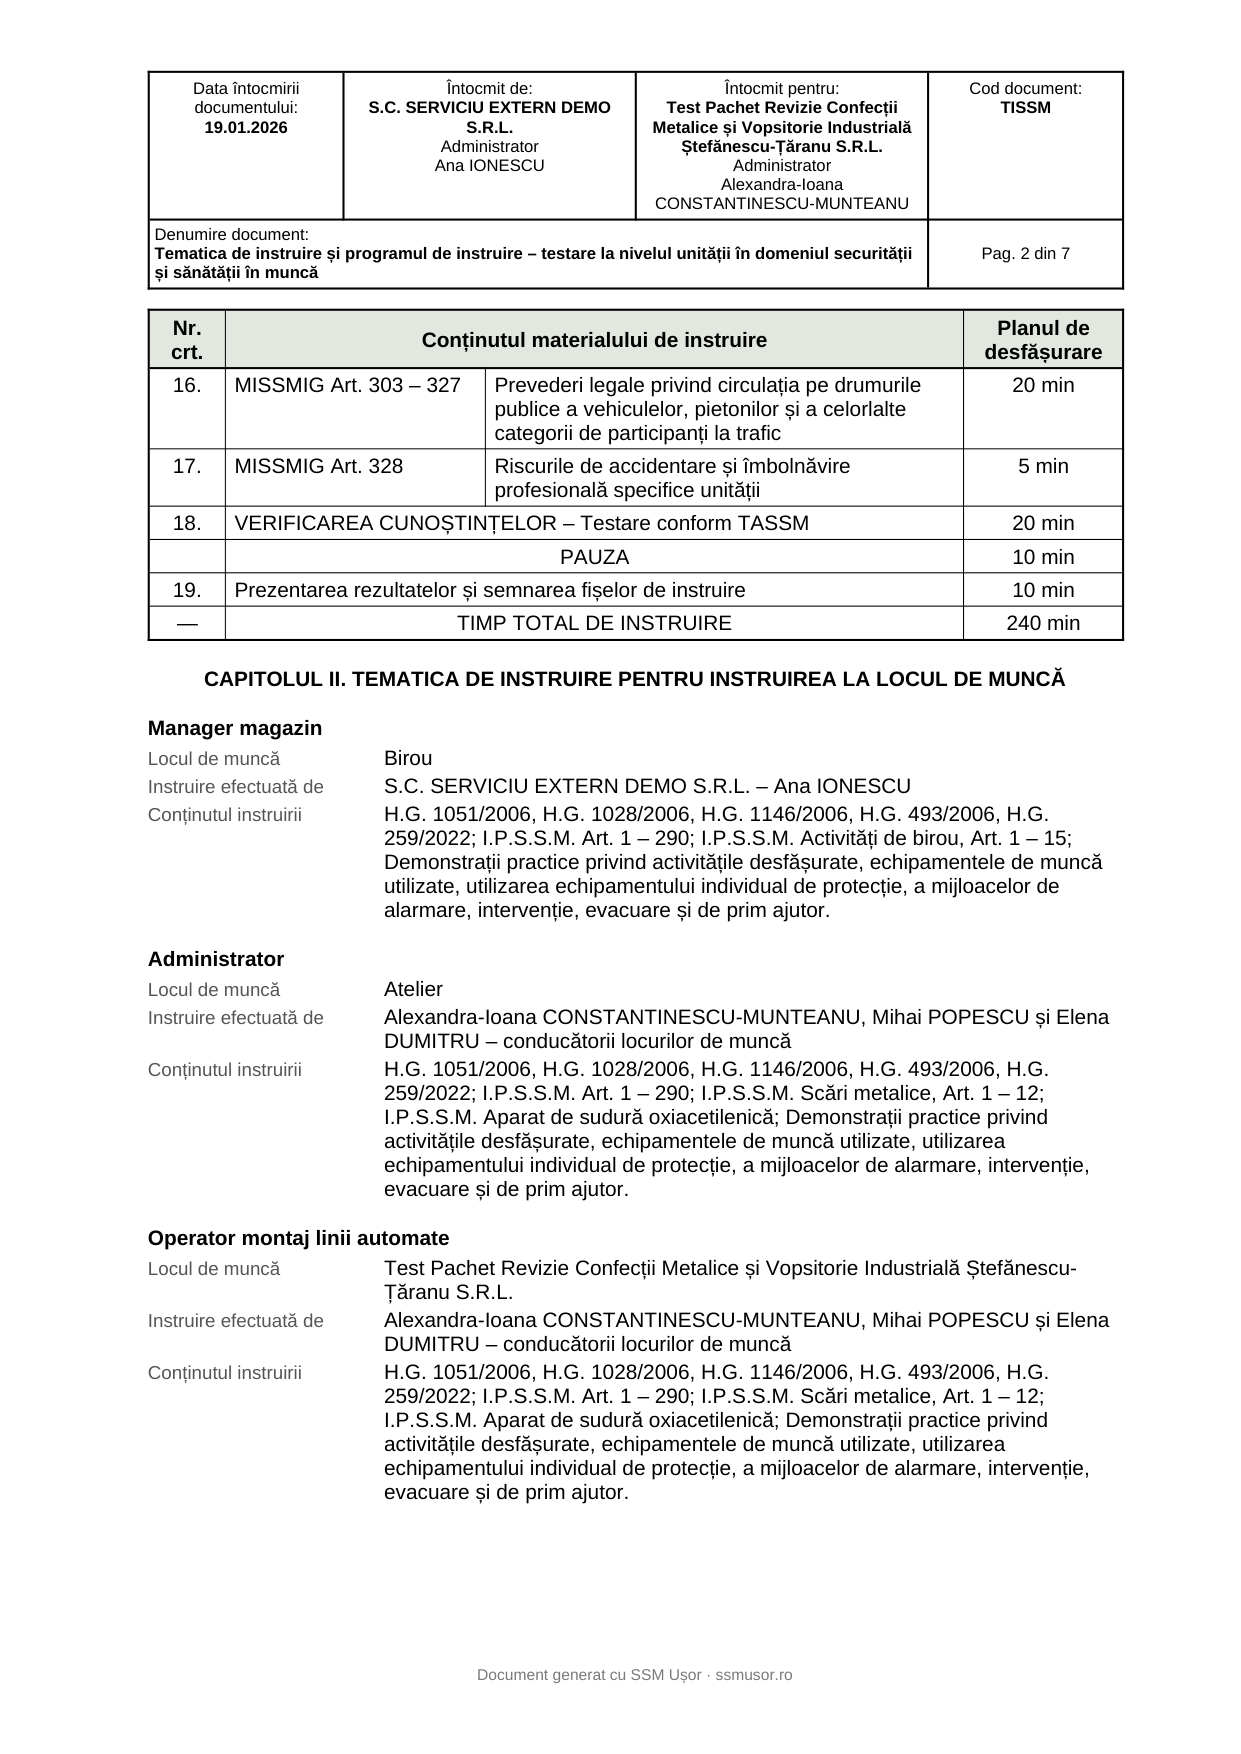 Data întocmirii
documentului:
19.01.2026
Întocmit de:
S.C. SERVICIU EXTERN DEMO
S.R.L.
Administrator
Ana IONESCU
Întocmit pentru:
Test Pachet Revizie Confecții
Metalice și Vopsitorie Industrială
Ștefănescu-Țăranu S.R.L.
Administrator
Alexandra-Ioana
CONSTANTINESCU-MUNTEANU
Cod document:
TISSM
Denumire document:
Tematica de instruire și programul de instruire – testare la nivelul unității în domeniul securității
și sănătății în muncă
Pag. 2 din 7
Nr.
crt.
Conținutul materialului de instruire
Planul de
desfășurare
16.
MISSMIG Art. 303 – 327
Prevederi legale privind circulația pe drumurile
publice a vehiculelor, pietonilor și a celorlalte
categorii de participanți la trafic
20 min
17.
MISSMIG Art. 328
Riscurile de accidentare și îmbolnăvire
profesională specifice unității
5 min
18.
VERIFICAREA CUNOȘTINȚELOR – Testare conform TASSM
20 min
PAUZA
10 min
19.
Prezentarea rezultatelor și semnarea fișelor de instruire
10 min
—
TIMP TOTAL DE INSTRUIRE
240 min
CAPITOLUL II. TEMATICA DE INSTRUIRE PENTRU INSTRUIREA LA LOCUL DE MUNCĂ
Manager magazin
Locul de muncă
Birou
Instruire efectuată de
S.C. SERVICIU EXTERN DEMO S.R.L. – Ana IONESCU
Conținutul instruirii
H.G. 1051/2006, H.G. 1028/2006, H.G. 1146/2006, H.G. 493/2006, H.G.
259/2022; I.P.S.S.M. Art. 1 – 290; I.P.S.S.M. Activități de birou, Art. 1 – 15;
Demonstrații practice privind activitățile desfășurate, echipamentele de muncă
utilizate, utilizarea echipamentului individual de protecție, a mijloacelor de
alarmare, intervenție, evacuare și de prim ajutor.
Administrator
Locul de muncă
Atelier
Instruire efectuată de
Alexandra-Ioana CONSTANTINESCU-MUNTEANU, Mihai POPESCU și Elena
DUMITRU – conducătorii locurilor de muncă
Conținutul instruirii
H.G. 1051/2006, H.G. 1028/2006, H.G. 1146/2006, H.G. 493/2006, H.G.
259/2022; I.P.S.S.M. Art. 1 – 290; I.P.S.S.M. Scări metalice, Art. 1 – 12;
I.P.S.S.M. Aparat de sudură oxiacetilenică; Demonstrații practice privind
activitățile desfășurate, echipamentele de muncă utilizate, utilizarea
echipamentului individual de protecție, a mijloacelor de alarmare, intervenție,
evacuare și de prim ajutor.
Operator montaj linii automate
Locul de muncă
Test Pachet Revizie Confecții Metalice și Vopsitorie Industrială Ștefănescu-
Țăranu S.R.L.
Instruire efectuată de
Alexandra-Ioana CONSTANTINESCU-MUNTEANU, Mihai POPESCU și Elena
DUMITRU – conducătorii locurilor de muncă
Conținutul instruirii
H.G. 1051/2006, H.G. 1028/2006, H.G. 1146/2006, H.G. 493/2006, H.G.
259/2022; I.P.S.S.M. Art. 1 – 290; I.P.S.S.M. Scări metalice, Art. 1 – 12;
I.P.S.S.M. Aparat de sudură oxiacetilenică; Demonstrații practice privind
activitățile desfășurate, echipamentele de muncă utilizate, utilizarea
echipamentului individual de protecție, a mijloacelor de alarmare, intervenție,
evacuare și de prim ajutor.
Document generat cu SSM Ușor · ssmusor.ro